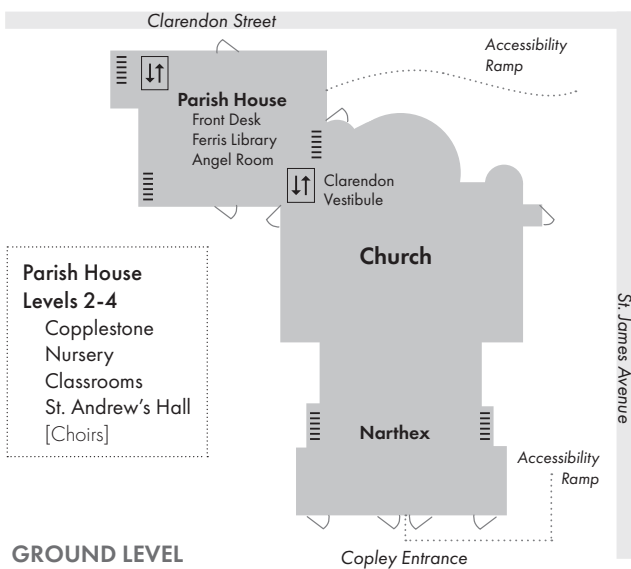 Clarendon Street
Accessibility
Ramp
Parish House
Front Desk
Ferris Library
Angel Room
Clarendon
Vestibule
Church
Parish House
Levels 2-4
Copplestone
Nursery
Classrooms
St. Andrew’s Hall
[Choirs]
St. James Avenue
Narthex
Accessibility
Ramp
GROUND LEVEL
Copley Entrance